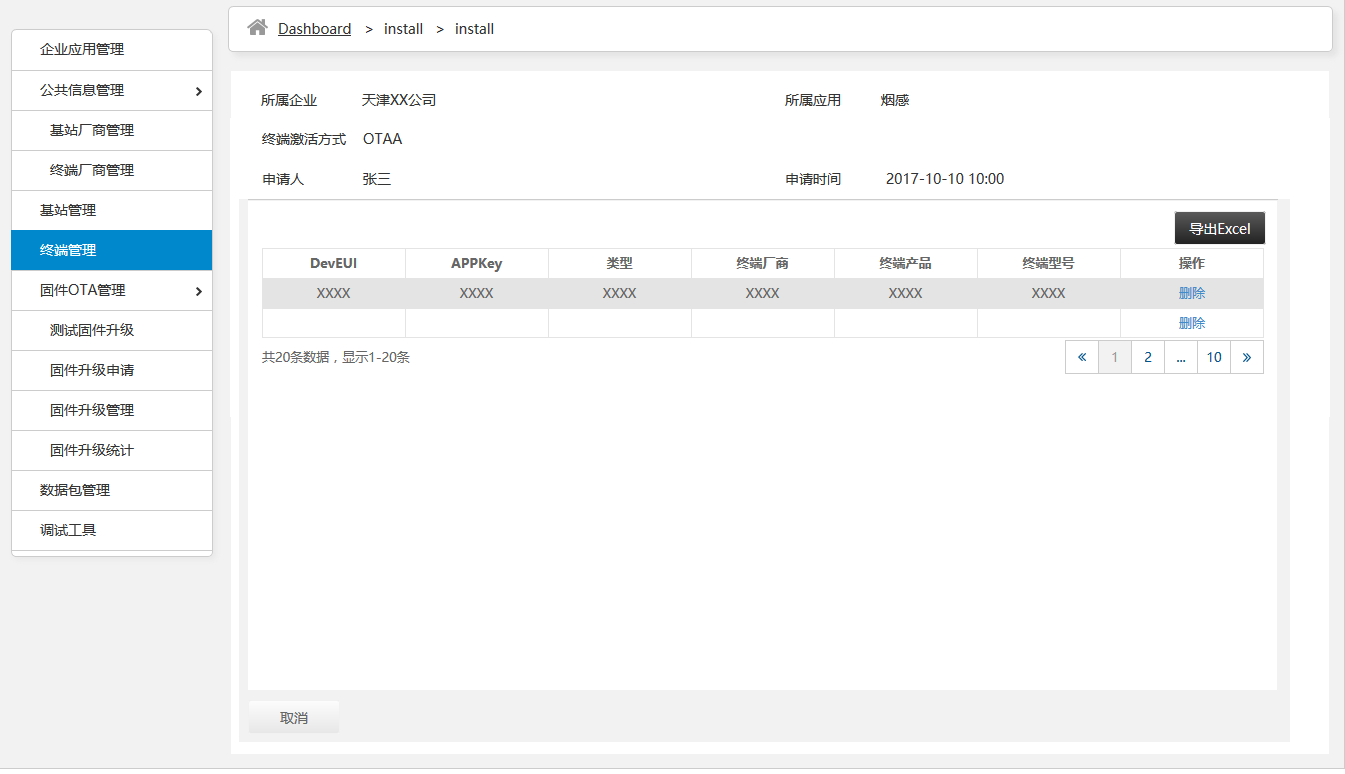 Dashboard > install > install
企业应用管理
公共信息管理
基站厂商管理
终端厂商管理
基站管理
终端管理
固件OTA管理
测试固件升级
固件升级申请
固件升级管理
固件升级统计
数据包管理
调试工具
所属企业 天津XX公司 所属应用 烟感
终端激活方式 OTAA
申请人 张三 申请时间 2017-10-10 10:00
导出Excel
DevEUI APPKey 类型 终端厂商 终端产品 终端型号 操作
XXXX XXXX XXXX XXXX XXXX XXXX 删除
删除
共20条数据，显示1-20条 « 1 2 ... 10 »
取消